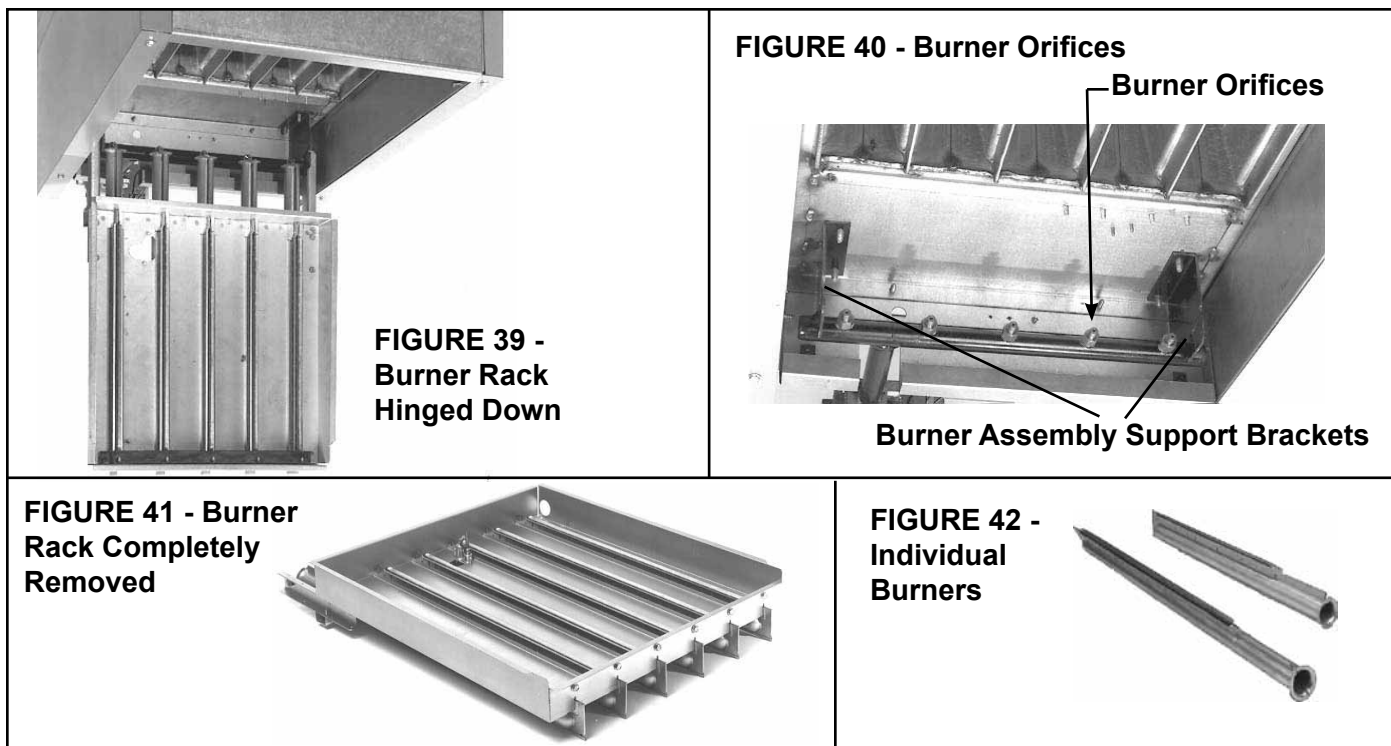 FIGURE 39 -
Burner Rack
Hinged Down
FIGURE 40 - Burner Orifices
Burner Orifices
Burner Assembly Support Brackets
FIGURE 41 - Burner
Rack Completely
Removed
FIGURE 42 -
Individual
Burners